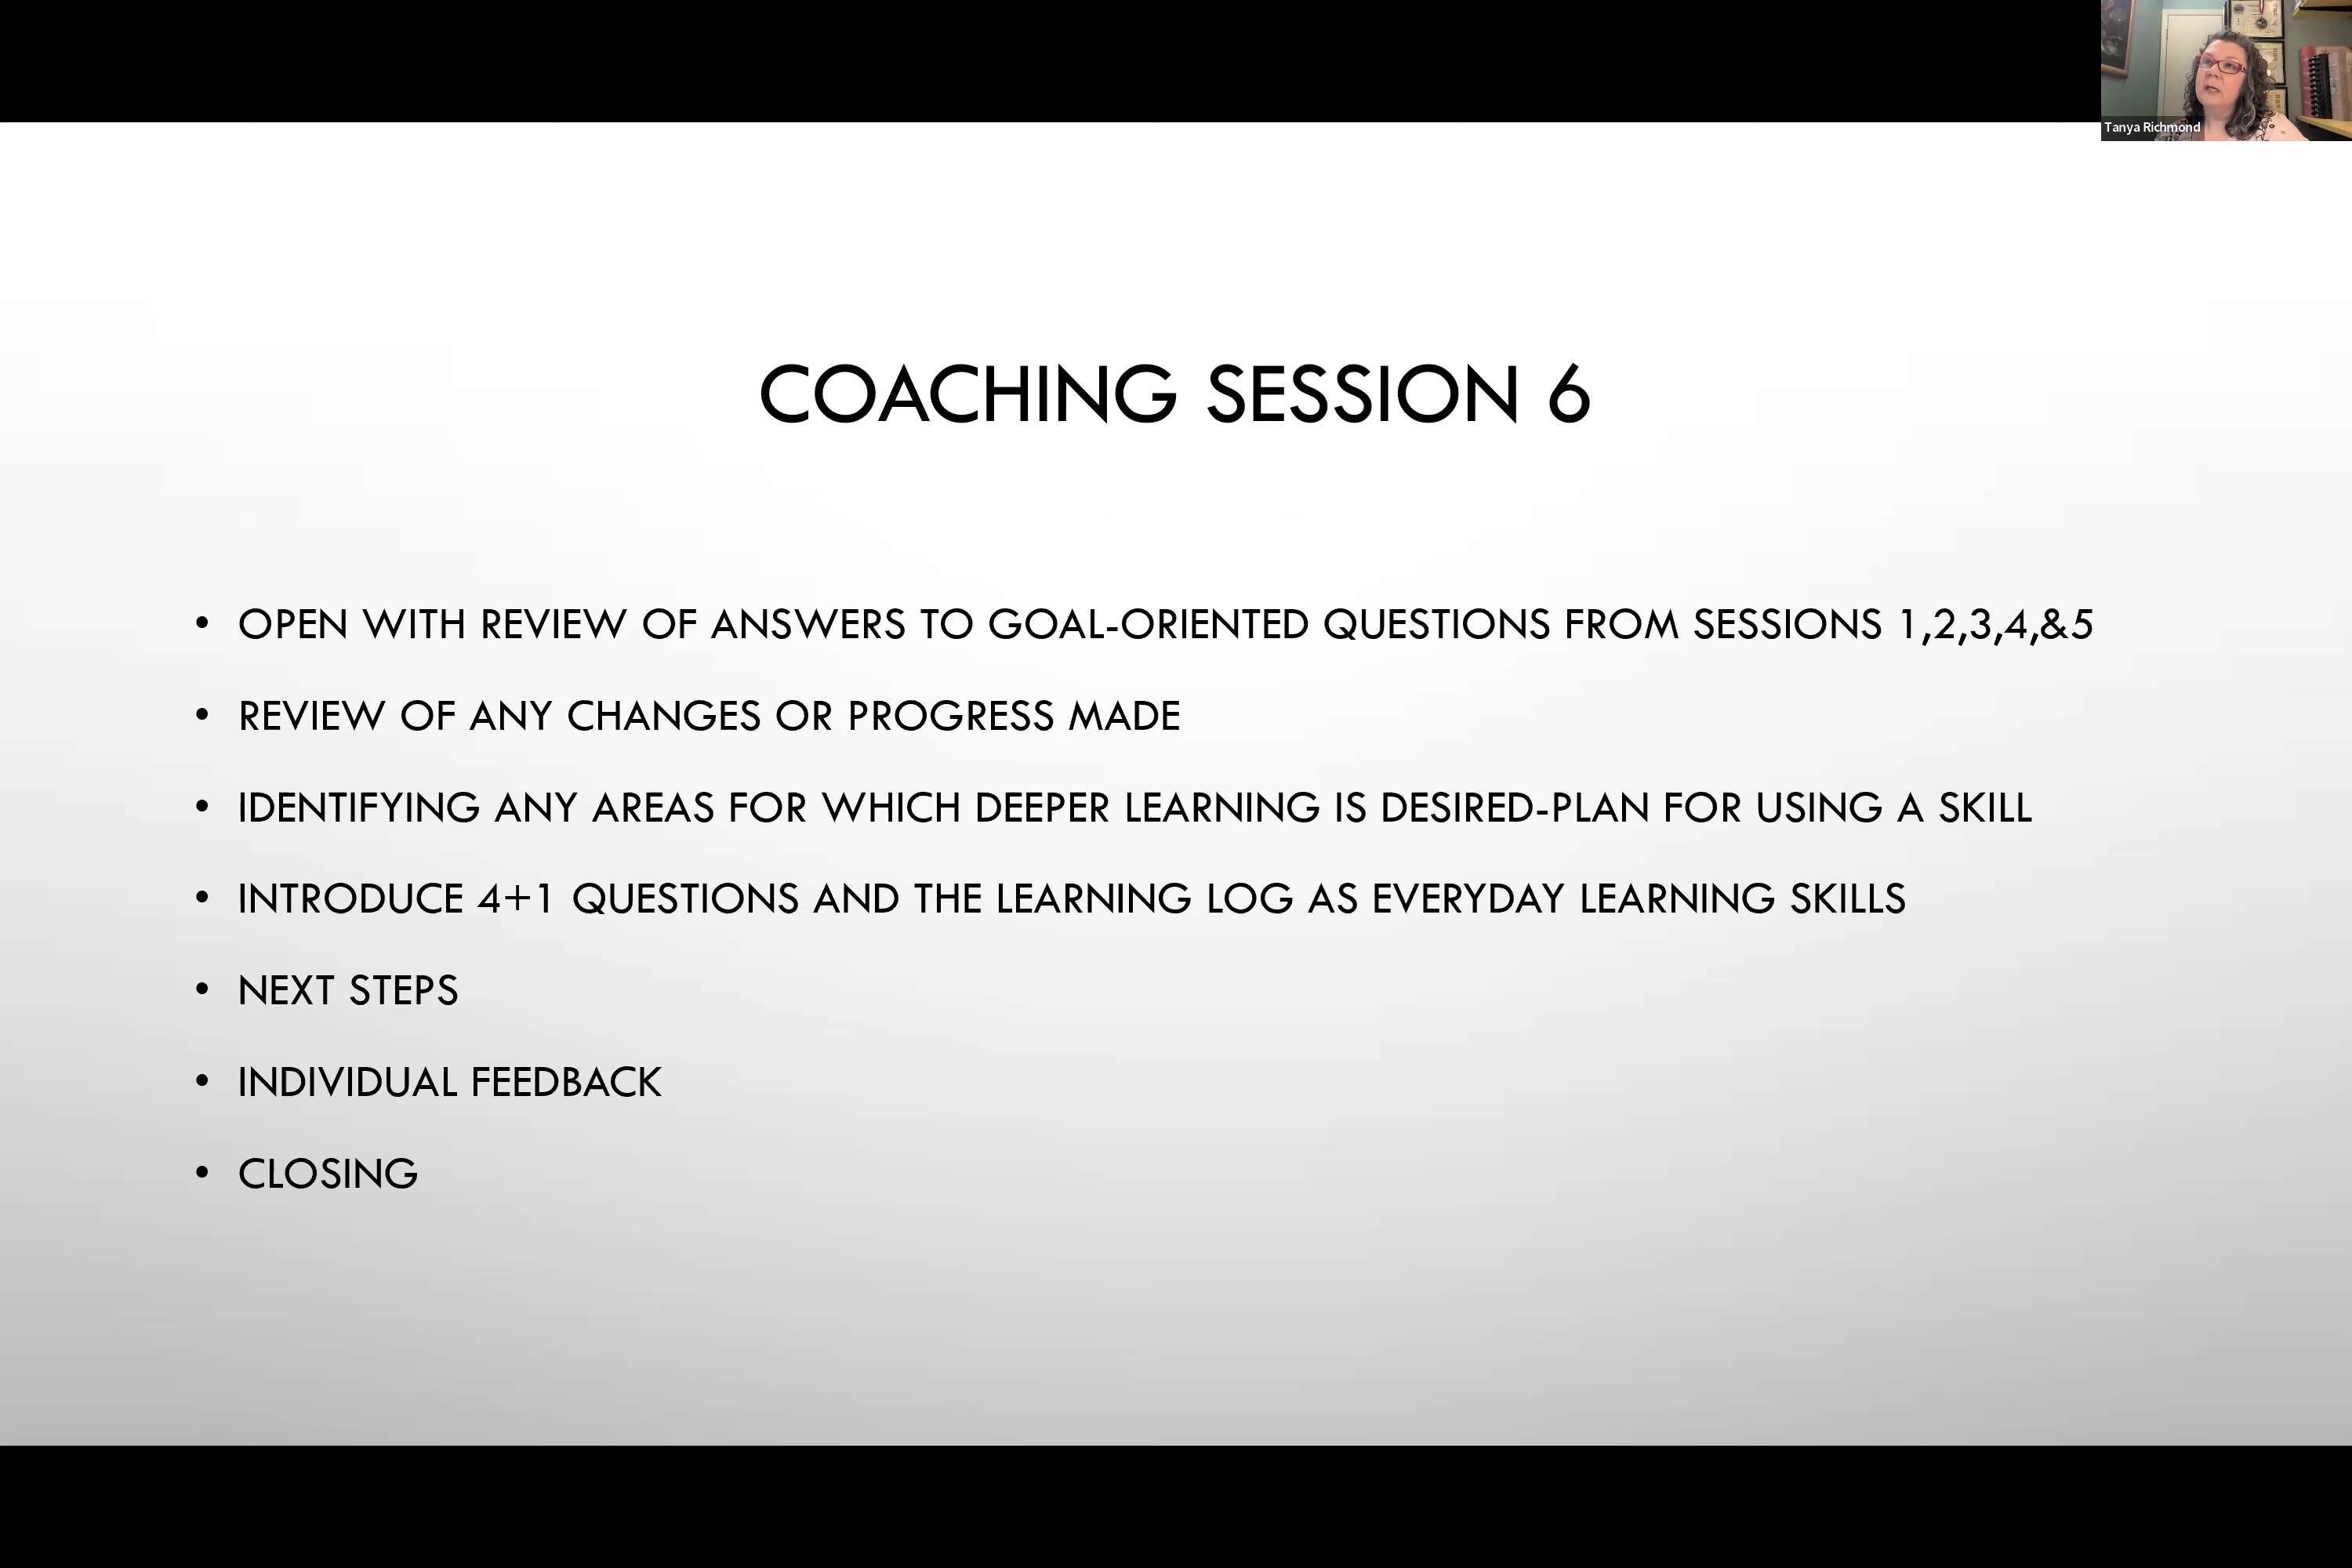 Tanya Richmond
COACHING SESSION 6
• OPEN WITH REVIEW OF ANSWERS TO GOAL-ORIENTED QUESTIONS FROM SESSIONS 1,2,3,4,&5
• REVIEW OF ANY CHANGES OR PROGRESS MADE
• IDENTIFYING ANY AREAS FOR WHICH DEEPER LEARNING IS DESIRED-PLAN FOR USING A SKILL
• INTRODUCE 4+1 QUESTIONS AND THE LEARNING LOG AS EVERYDAY LEARNING SKILLS
• NEXT STEPS
• INDIVIDUAL FEEDBACK
• CLOSING